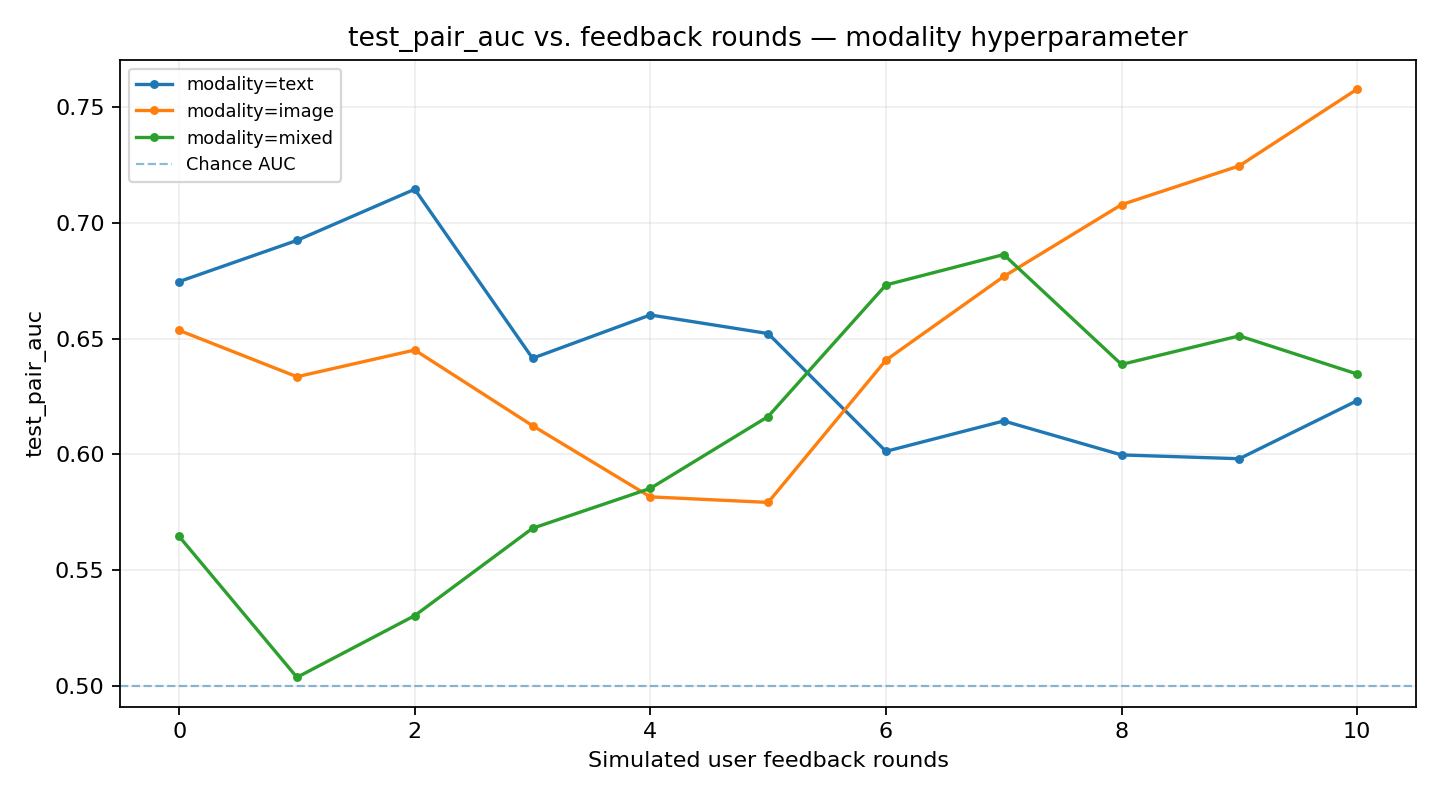 test_pair_auc vs. feedback rounds — modality hyperparameter
modality=text
modality=image
modality=mixed
Chance AUC
test_pair_auc
0.75
0.70
0.65
0.60
0.55
0.50
0 2 4 6 8 10
Simulated user feedback rounds